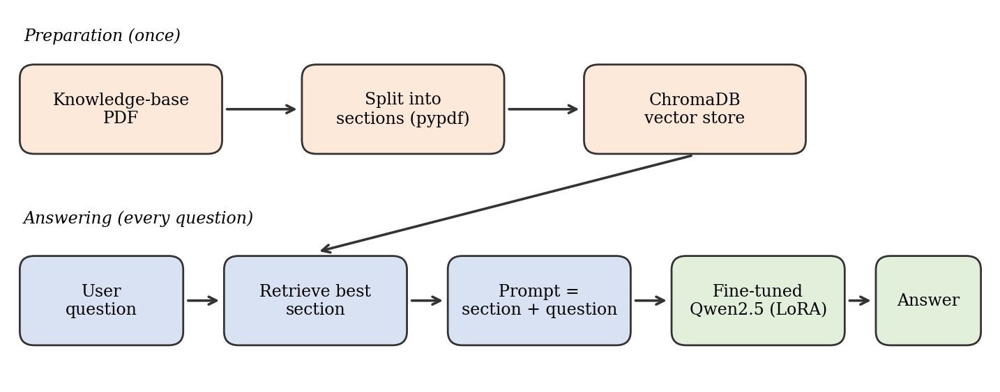 Preparation (once)
Knowledge-base
PDF
Split into
sections (pypdf)
ChromaDB
vector store
Answering (every question)
User
question
Retrieve best
section
Prompt =
section + question
Fine-tuned
Qwen2.5 (LoRA)
Answer